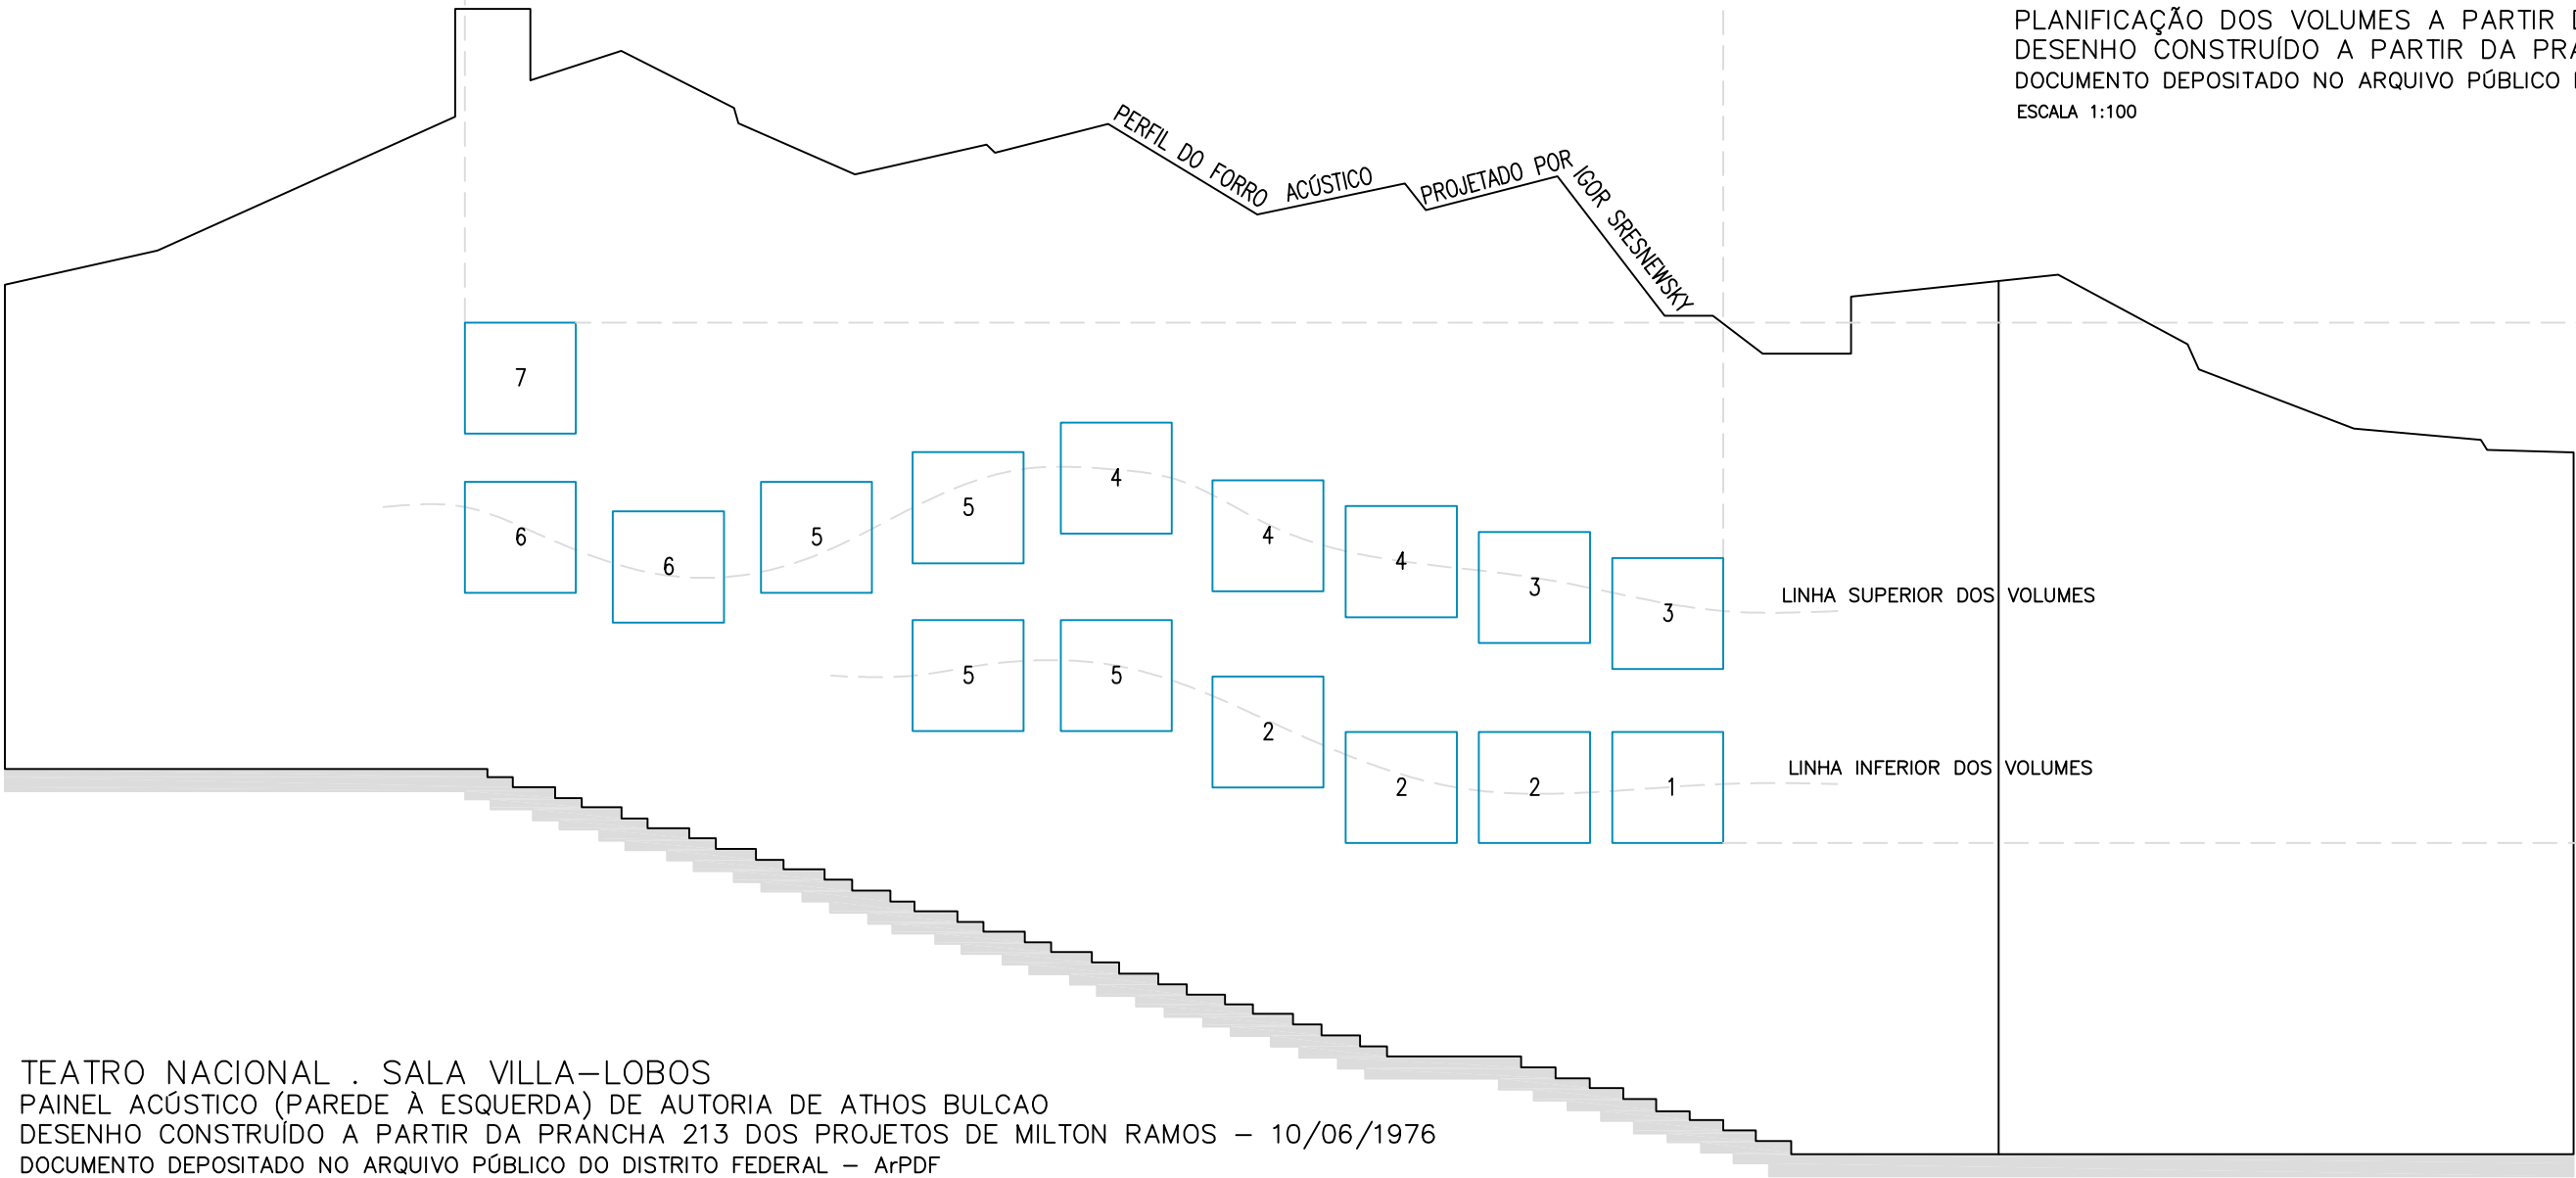 PLANIFICAÇÃO DOS VOLUMES A PARTIR
DESENHO CONSTRUÍDO A PARTIR DA
DOCUMENTO DEPOSITADO NO ARQUIVO PÚBLICO
ESCALA 1:100
PERFIL DO FORRO ACÚSTICO PROJETADO POR IGOR SRESNEWSKY
7
6 6 5 5 4 4 4 3 3
LINHA SUPERIOR DOS VOLUMES
5 5 2 2 2 1
LINHA INFERIOR DOS VOLUMES
TEATRO NACIONAL . SALA VILLA-LOBOS
PAINEL ACÚSTICO (PAREDE À ESQUERDA) DE AUTORIA DE ATHOS BULCAO
DESENHO CONSTRUÍDO A PARTIR DA PRANCHA 213 DOS PROJETOS DE MILTON RAMOS - 10/06/1976
DOCUMENTO DEPOSITADO NO ARQUIVO PÚBLICO DO DISTRITO FEDERAL - ArPDF